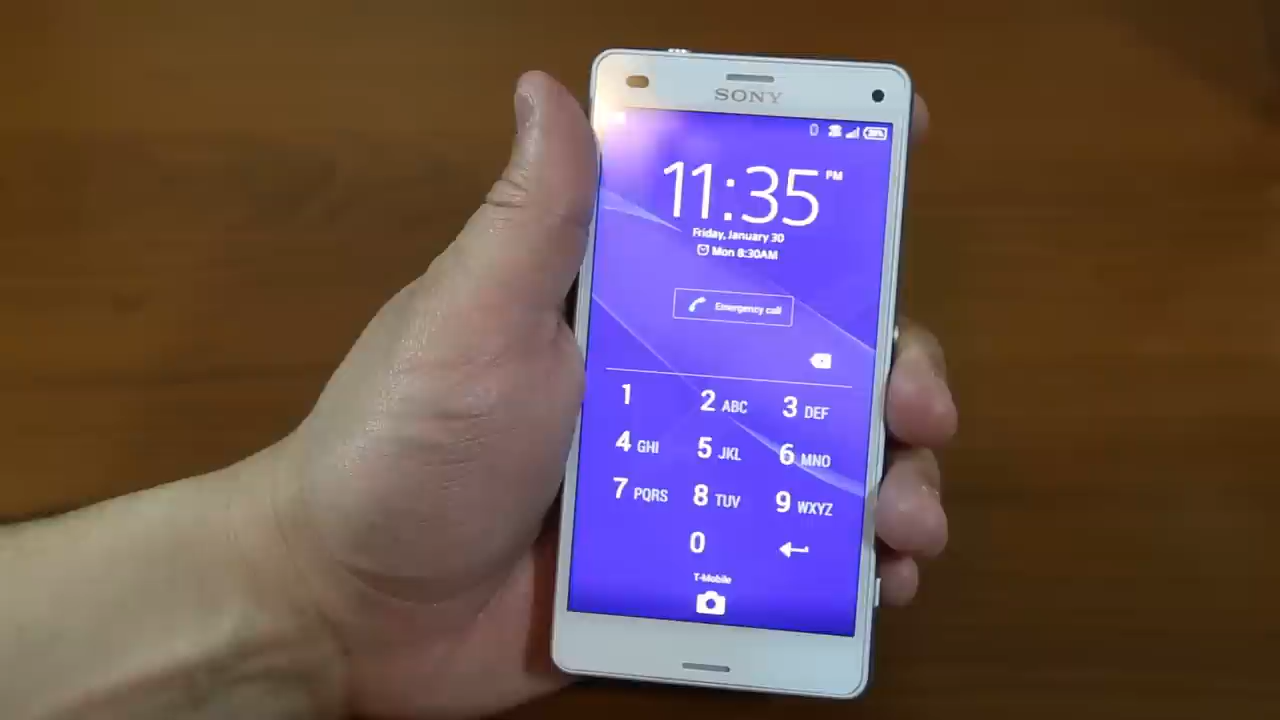 SONY
11:35 PM
Friday, January 30
Mon 8:30AM
Emergency call
1 2 ABC 3 DEF
4 GHI 5 JKL 6 MNO
7 PQRS 8 TUV 9 WXYZ
0
T-Mobile